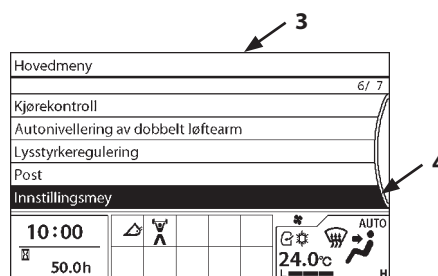 3
Hovedmeny
6/ 7
Kjørekontroll
Autonivellering av dobbelt løftearm
Lysstyrkeregulering
Post
4
Innstillingsmey
10:00
AUTO
50.0h
24.0℃
L
H